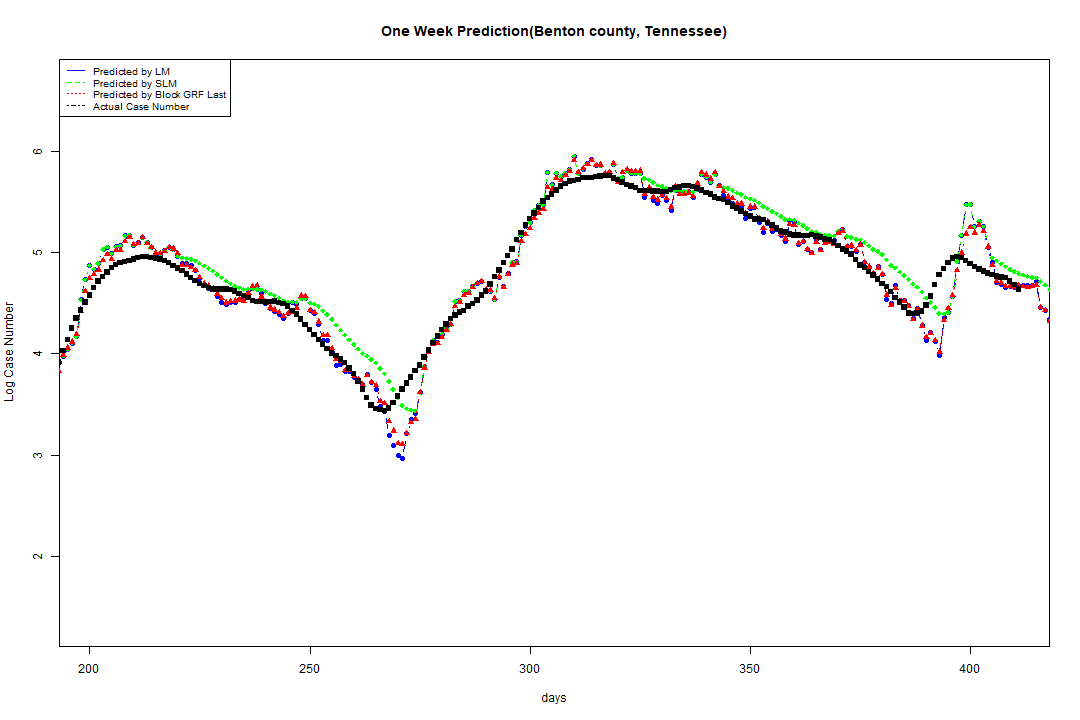 One Week Prediction(Benton county, Tennessee)
Predicted by LM
Predicted by SLM
Predicted by Block GRF Last
Actual Case Number
6
5
4
3
2
Log Case Number
200 250 300 350 400
days